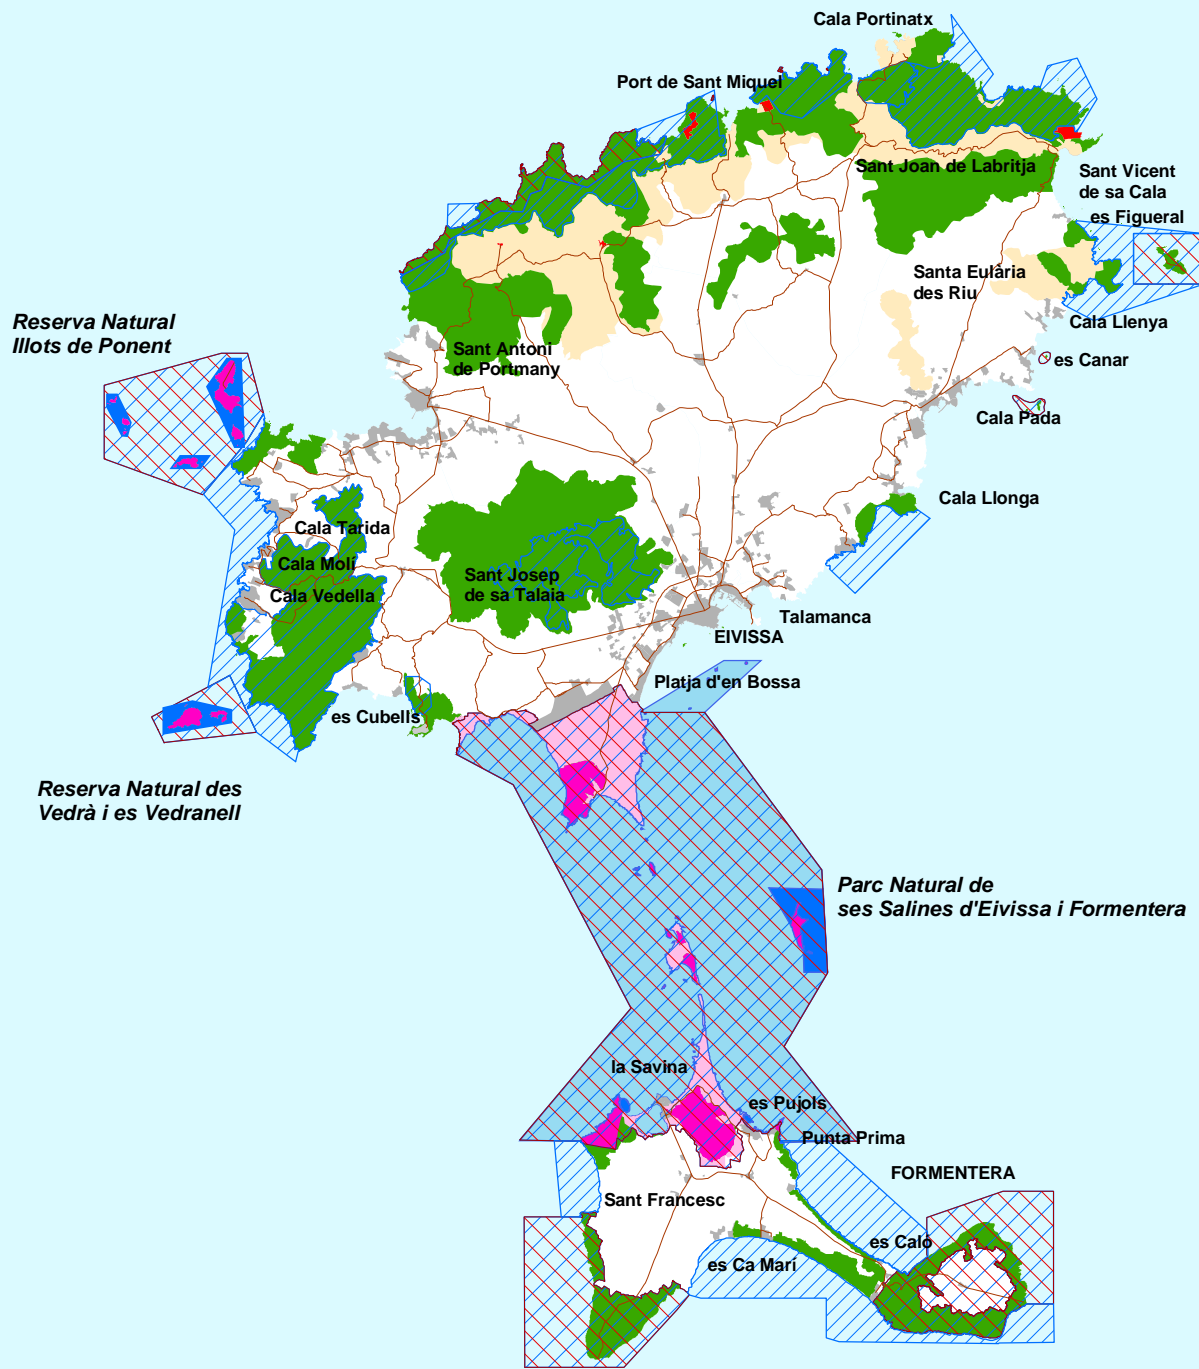 Cala Portinatx
Port de Sant Miquel
Sant Joan de Labritja
Sant Vicent
de sa Cala
es Figueral
Santa Eulària
des Riu
Cala Llenya
Reserva Natural
Illots de Ponent
Sant Antoni
de Portmany
es Canar
Cala Pada
Cala Llonga
Cala Tarida
Cala Molí
Cala Vedella
Sant Josep
de sa Talaia
Talamanca
EIVISSA
Platja d'en Bossa
es Cubells
Reserva Natural des
Vedrà i es Vedranell
Parc Natural de
ses Salines d'Eivissa i Formentera
la Savina
es Pujols
Punta Prima
FORMENTERA
Sant Francesc
es Caló
es Ca Marí